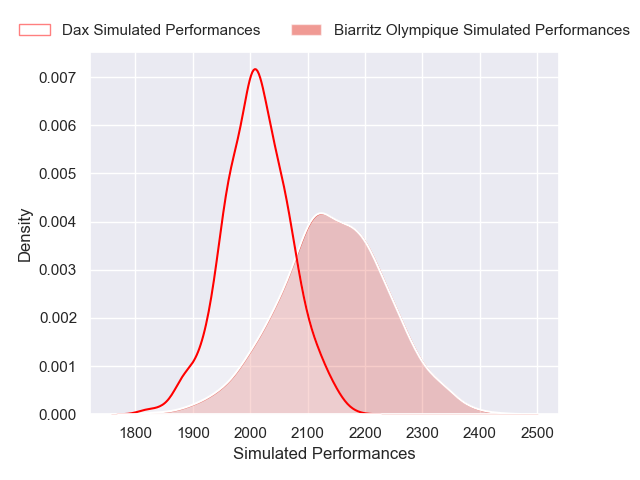 Dax Simulated Performances Biarritz Olympique Simulated Performances
0.007
0.006
0.005
0.004
0.003
0.002
0.001
0.000
Density
1800 1900 2000 2100 2200 2300 2400 2500
Simulated Performances